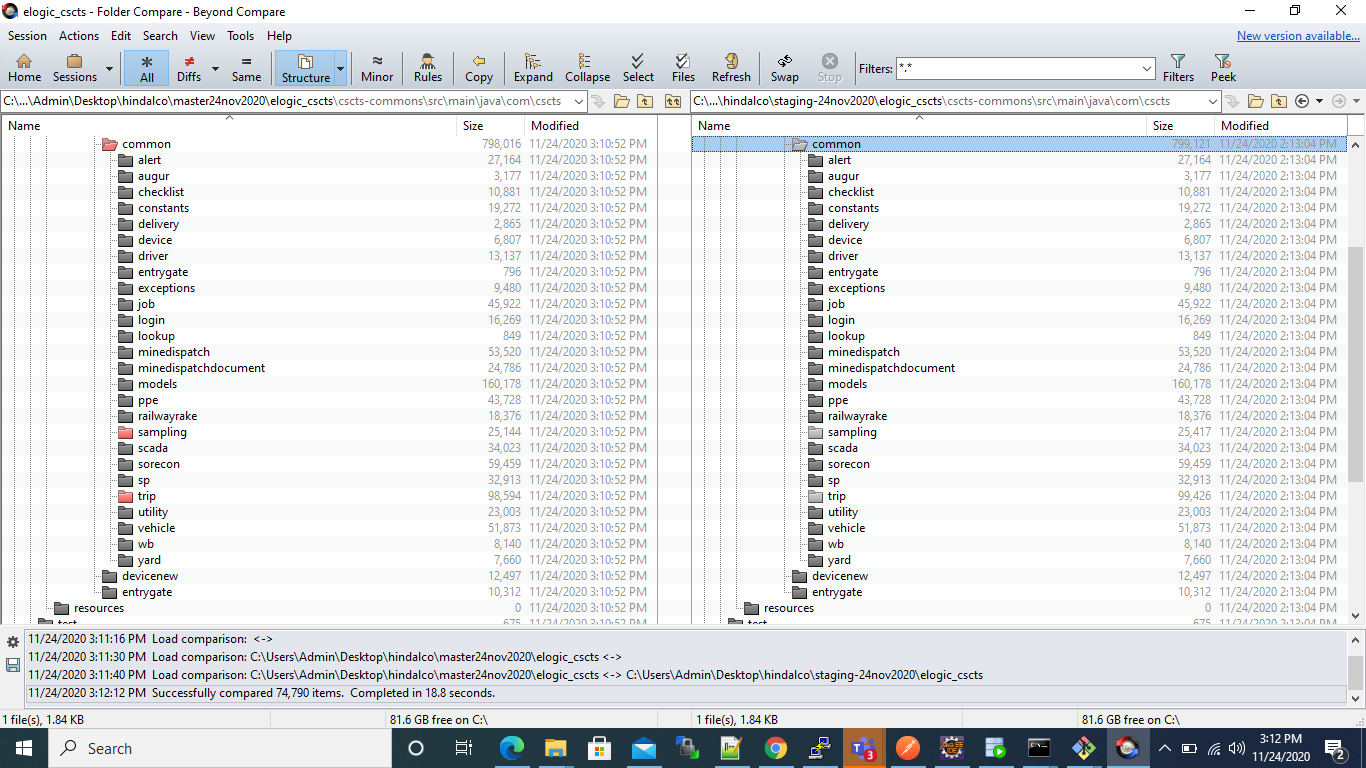 elogic_cscts - Folder Compare - Beyond Compare
Session Actions Edit Search View Tools Help New version available...
Home Sessions All Diffs Same Structure Minor Rules Copy Expand Collapse Select Files Refresh Swap Stop Filters: *.* Filters Peek
C:\...\Admin\Desktop\hindalco\master24nov2020\elogic_cscts\cscts-commons\src\main\java\com\cscts C:\...\hindalco\staging-24nov2020\elogic_cscts\cscts-commons\src\main\java\com\cscts
Name Size Modified Name Size Modified
common 798,016 11/24/2020 3:10:52 PM common 799,121 11/24/2020 2:13:04 PM
alert 27,164 11/24/2020 3:10:52 PM alert 27,164 11/24/2020 2:13:04 PM
augur 3,177 11/24/2020 3:10:52 PM augur 3,177 11/24/2020 2:13:04 PM
checklist 10,881 11/24/2020 3:10:52 PM checklist 10,881 11/24/2020 2:13:04 PM
constants 19,272 11/24/2020 3:10:52 PM constants 19,272 11/24/2020 2:13:04 PM
delivery 2,865 11/24/2020 3:10:52 PM delivery 2,865 11/24/2020 2:13:04 PM
device 6,807 11/24/2020 3:10:52 PM device 6,807 11/24/2020 2:13:04 PM
driver 13,137 11/24/2020 3:10:52 PM driver 13,137 11/24/2020 2:13:04 PM
entrygate 796 11/24/2020 3:10:52 PM entrygate 796 11/24/2020 2:13:04 PM
exceptions 9,480 11/24/2020 3:10:52 PM exceptions 9,480 11/24/2020 2:13:04 PM
job 45,922 11/24/2020 3:10:52 PM job 45,922 11/24/2020 2:13:04 PM
login 16,269 11/24/2020 3:10:52 PM login 16,269 11/24/2020 2:13:04 PM
lookup 849 11/24/2020 3:10:52 PM lookup 849 11/24/2020 2:13:04 PM
minedispatch 53,520 11/24/2020 3:10:52 PM minedispatch 53,520 11/24/2020 2:13:04 PM
minedispatchdocument 24,786 11/24/2020 3:10:52 PM minedispatchdocument 24,786 11/24/2020 2:13:04 PM
models 160,178 11/24/2020 3:10:52 PM models 160,178 11/24/2020 2:13:04 PM
ppe 43,728 11/24/2020 3:10:52 PM ppe 43,728 11/24/2020 2:13:04 PM
railwayrake 18,376 11/24/2020 3:10:52 PM railwayrake 18,376 11/24/2020 2:13:04 PM
sampling 25,144 11/24/2020 3:10:52 PM sampling 25,417 11/24/2020 2:13:04 PM
scada 34,023 11/24/2020 3:10:52 PM scada 34,023 11/24/2020 2:13:04 PM
sorecon 59,459 11/24/2020 3:10:52 PM sorecon 59,459 11/24/2020 2:13:04 PM
sp 32,913 11/24/2020 3:10:52 PM sp 32,913 11/24/2020 2:13:04 PM
trip 98,594 11/24/2020 3:10:52 PM trip 99,426 11/24/2020 2:13:04 PM
utility 23,003 11/24/2020 3:10:52 PM utility 23,003 11/24/2020 2:13:04 PM
vehicle 51,873 11/24/2020 3:10:52 PM vehicle 51,873 11/24/2020 2:13:04 PM
wb 8,140 11/24/2020 3:10:52 PM wb 8,140 11/24/2020 2:13:04 PM
yard 7,660 11/24/2020 3:10:52 PM yard 7,660 11/24/2020 2:13:04 PM
devicenew 12,497 11/24/2020 3:10:52 PM devicenew 12,497 11/24/2020 2:13:04 PM
entrygate 10,312 11/24/2020 3:10:52 PM entrygate 10,312 11/24/2020 2:13:04 PM
resources 0 11/24/2020 3:10:52 PM resources 0 11/24/2020 2:13:04 PM
test 675 11/24/2020 3:10:52 PM test 675 11/24/2020 2:13:04 PM
11/24/2020 3:11:16 PM Load comparison: <->
11/24/2020 3:11:30 PM Load comparison: C:\Users\Admin\Desktop\hindalco\master24nov2020\elogic_cscts <->
11/24/2020 3:11:40 PM Load comparison: C:\Users\Admin\Desktop\hindalco\master24nov2020\elogic_cscts <-> C:\Users\Admin\Desktop\hindalco\staging-24nov2020\elogic_cscts
11/24/2020 3:12:12 PM Successfully compared 74,790 items. Completed in 18.8 seconds.
1 file(s), 1.84 KB 81.6 GB free on C:\ 1 file(s), 1.84 KB 81.6 GB free on C:\
Search 3 3:12 PM
11/24/2020 2